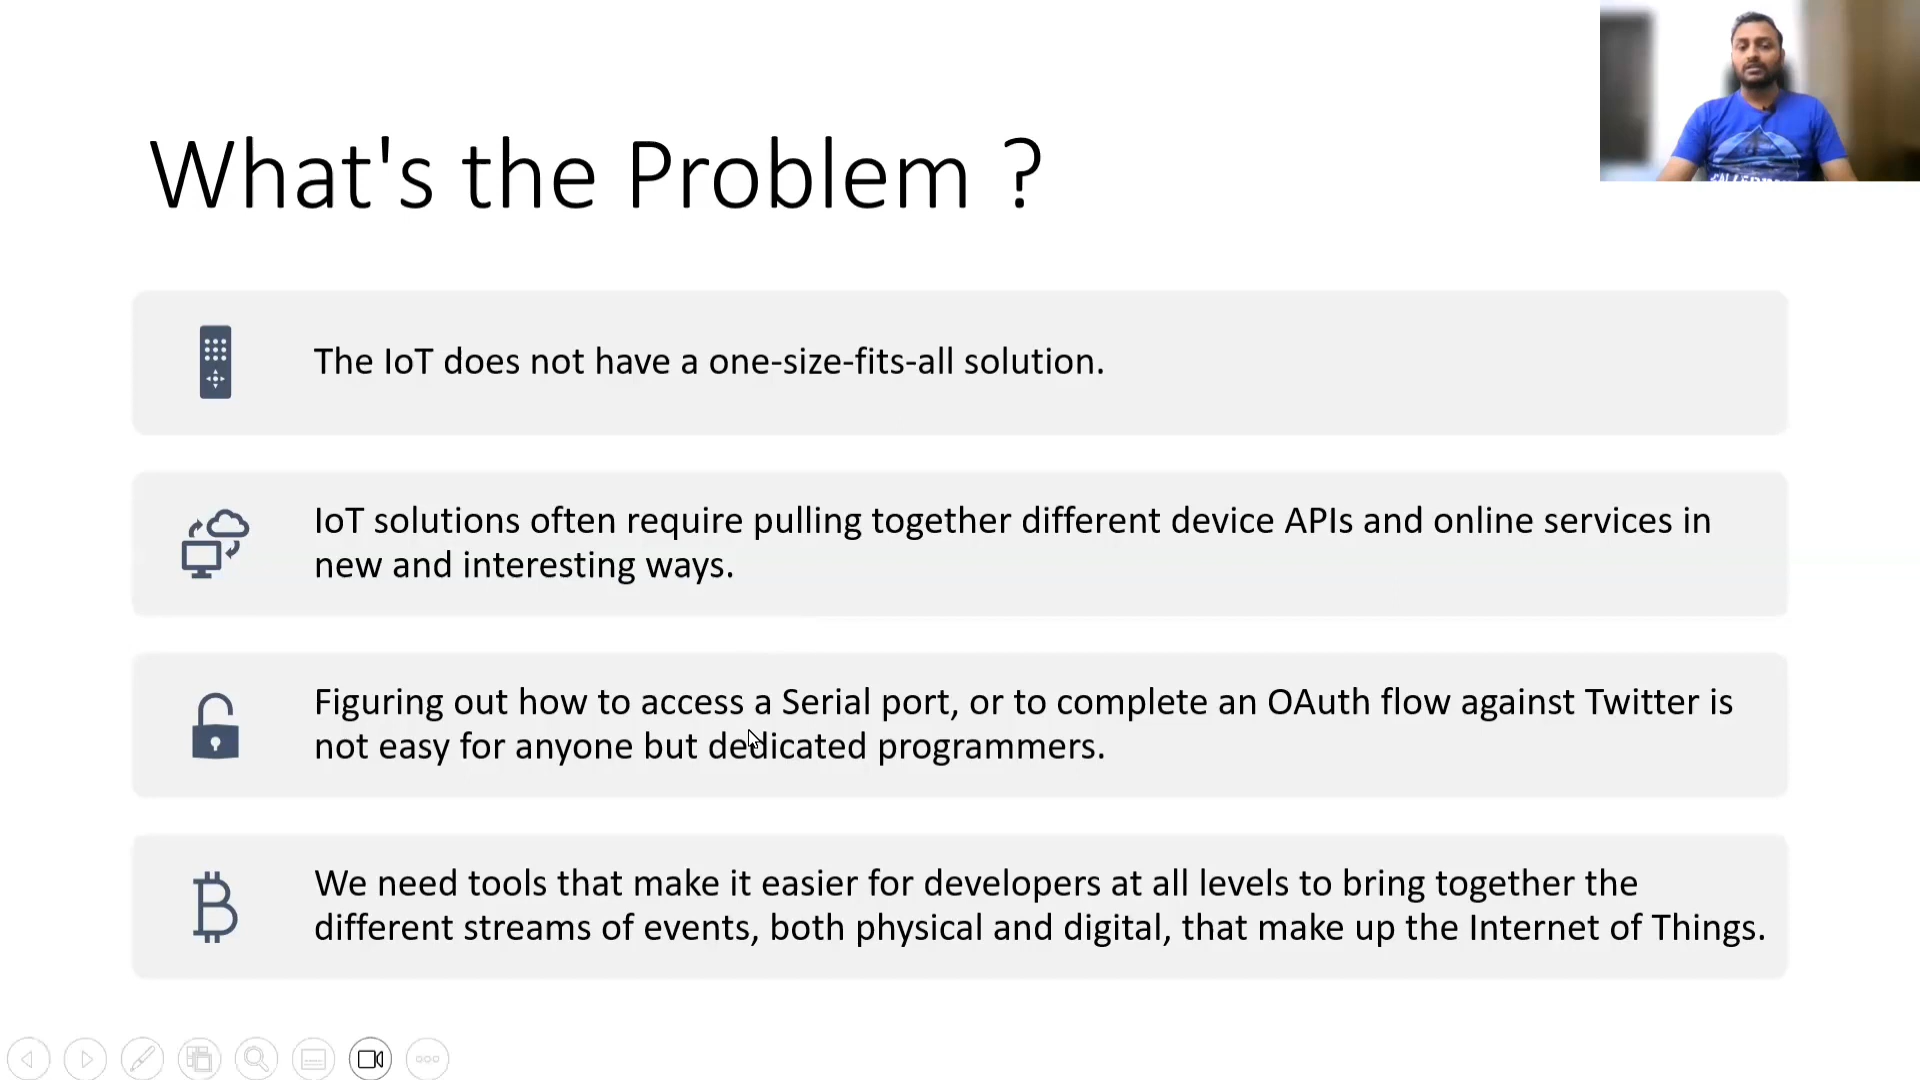 What's the Problem ?
The IoT does not have a one-size-fits-all solution.
IoT solutions often require pulling together different device APIs and online services in
new and interesting ways.
Figuring out how to access a Serial port, or to complete an OAuth flow against Twitter is
not easy for anyone but dedicated programmers.
We need tools that make it easier for developers at all levels to bring together the
different streams of events, both physical and digital, that make up the Internet of Things.